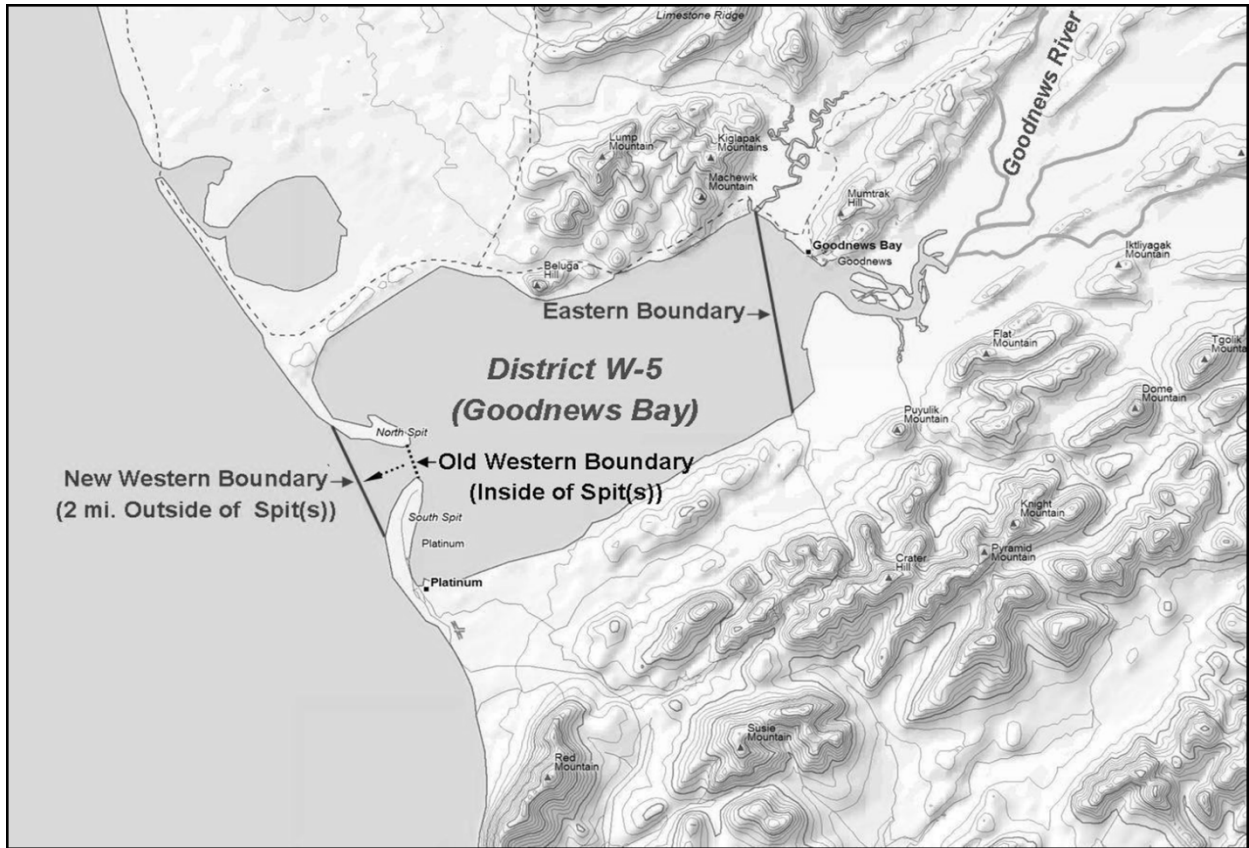 Limestone Ridge
Goodnews River
Lump
Mountain
Kiglapak
Mountains
Machewik
Mountain
Mumtrak
Hill
Goodnews Bay
Goodnews
Iktliyagak
Mountain
Beluga
Hill
Eastern Boundary
District W-5
(Goodnews Bay)
Flat
Mountain
Tgolik
Mounta
Dome
Mountain
Puyulik
Mountain
North Spit
Old Western Boundary
(Inside of Spit(s))
New Western Boundary
(2 mi. Outside of Spit(s))
South Spit
Platinum
Platinum
Knight
Mountain
Pyramid
Mountain
Crater
Hill
Susie
Mountain
Red
Mountain